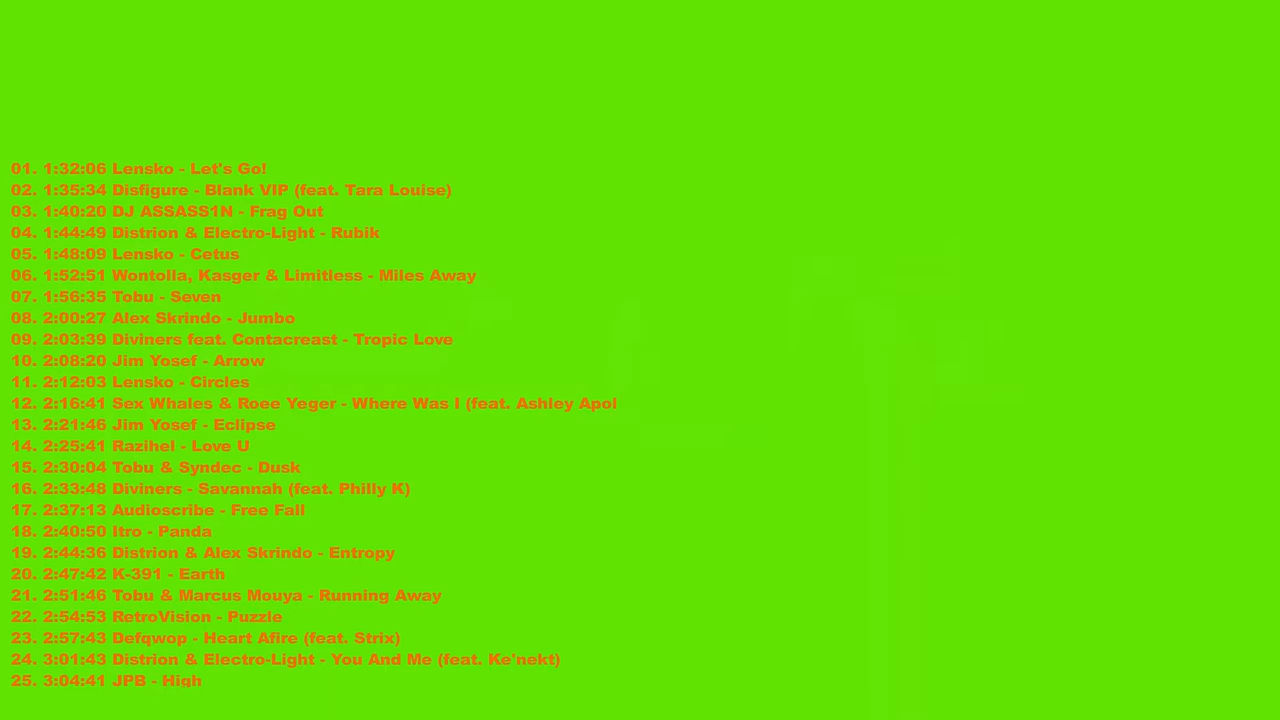 01. 1:32:06 Lensko - Let's Go!
02. 1:35:34 Disfigure - Blank VIP (feat. Tara Louise)
03. 1:40:20 DJ ASSASS1N - Frag Out
04. 1:44:49 Distrion & Electro-Light - Rubik
05. 1:48:09 Lensko - Cetus
06. 1:52:51 Wontolla, Kasger & Limitless - Miles Away
07. 1:56:35 Tobu - Seven
08. 2:00:27 Alex Skrindo - Jumbo
09. 2:03:39 Diviners feat. Contacreast - Tropic Love
10. 2:08:20 Jim Yosef - Arrow
11. 2:12:03 Lensko - Circles
12. 2:16:41 Sex Whales & Roee Yeger - Where Was I (feat. Ashley Apol
13. 2:21:46 Jim Yosef - Eclipse
14. 2:25:41 Razihel - Love U
15. 2:30:04 Tobu & Syndec - Dusk
16. 2:33:48 Diviners - Savannah (feat. Philly K)
17. 2:37:13 Audioscribe - Free Fall
18. 2:40:50 Itro - Panda
19. 2:44:36 Distrion & Alex Skrindo - Entropy
20. 2:47:42 K-391 - Earth
21. 2:51:46 Tobu & Marcus Mouya - Running Away
22. 2:54:53 RetroVision - Puzzle
23. 2:57:43 Defqwop - Heart Afire (feat. Strix)
24. 3:01:43 Distrion & Electro-Light - You And Me (feat. Ke'nekt)
25. 3:04:41 JPB - High